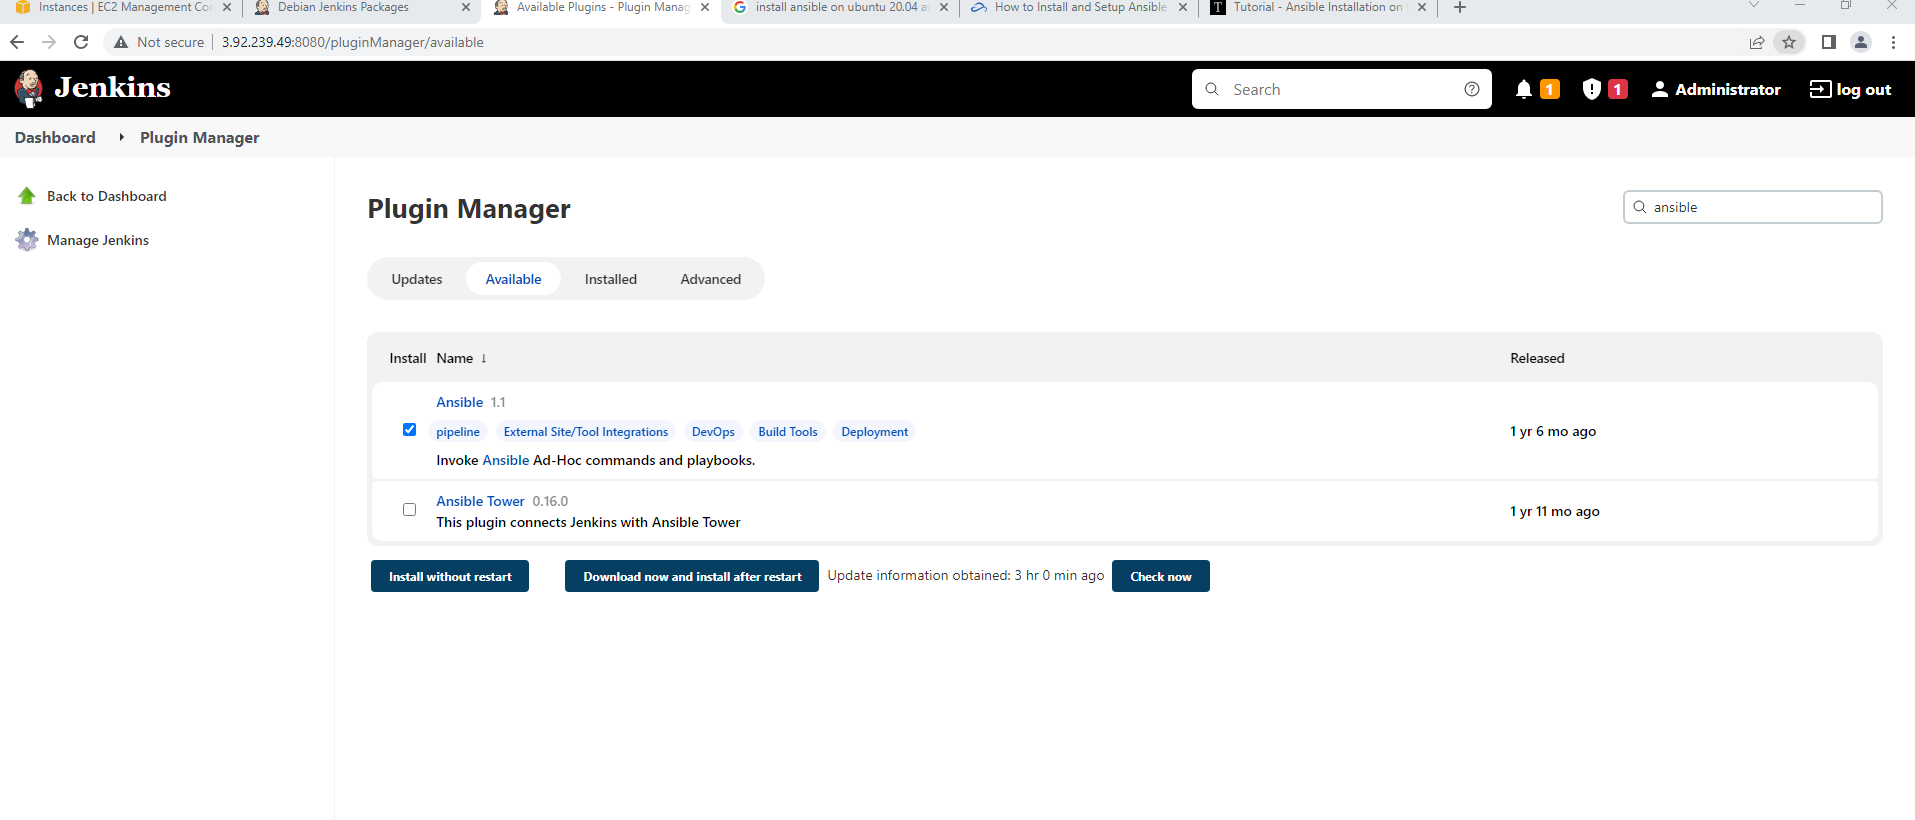 Instances | EC2 Management Co
Debian Jenkins Packages
Available Plugins - Plugin Manag
install ansible on ubuntu 20.04 a
How to Install and Setup Ansible
Tutorial - Ansible Installation on
Not secure
3.92.239.49:8080/pluginManager/available
Jenkins
Search
1
1
Administrator
log out
Dashboard
Plugin Manager
Back to Dashboard
Manage Jenkins
Plugin Manager
ansible
Updates
Available
Installed
Advanced
Install Name ↓
Released
Ansible 1.1
pipeline External Site/Tool Integrations DevOps Build Tools Deployment
1 yr 6 mo ago
Invoke Ansible Ad-Hoc commands and playbooks.
Ansible Tower 0.16.0
This plugin connects Jenkins with Ansible Tower
1 yr 11 mo ago
Install without restart
Download now and install after restart
Update information obtained: 3 hr 0 min ago
Check now